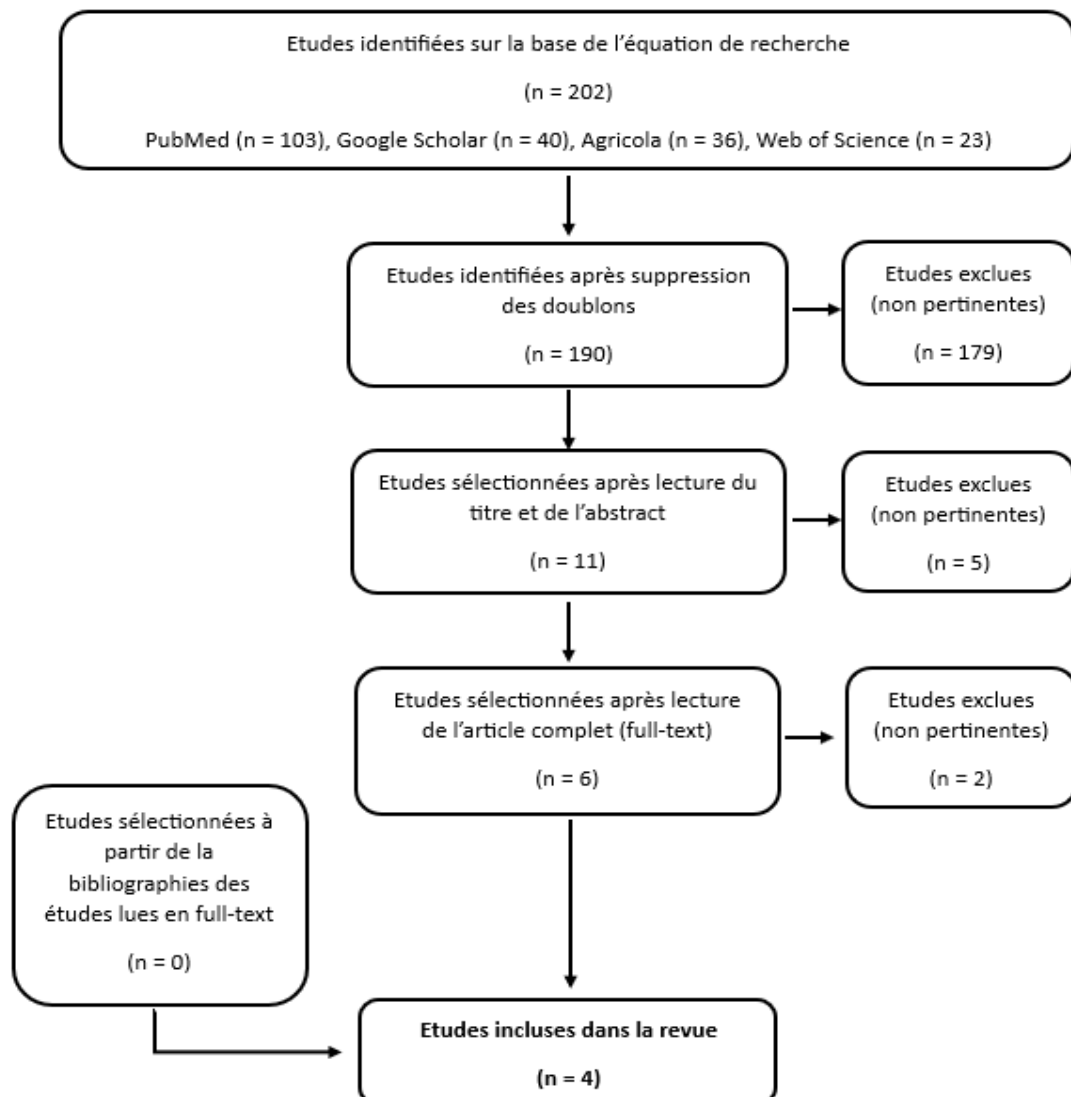 Etudes identifiées sur la base de l'équation de recherche
(n = 202)
PubMed (n = 103), Google Scholar (n = 40), Agricola (n = 36), Web of Science (n = 23)
Etudes identifiées après suppression
des doublons
(n = 190)
Etudes exclues
(non pertinentes)
(n = 179)
Etudes sélectionnées après lecture du
titre et de l'abstract
(n = 11)
Etudes exclues
(non pertinentes)
(n = 5)
Etudes sélectionnées après lecture
de l'article complet (full-text)
(n = 6)
Etudes exclues
(non pertinentes)
(n = 2)
Etudes sélectionnées à
partir de la
bibliographies des
études lues en full-text
(n = 0)
Etudes incluses dans la revue
(n = 4)